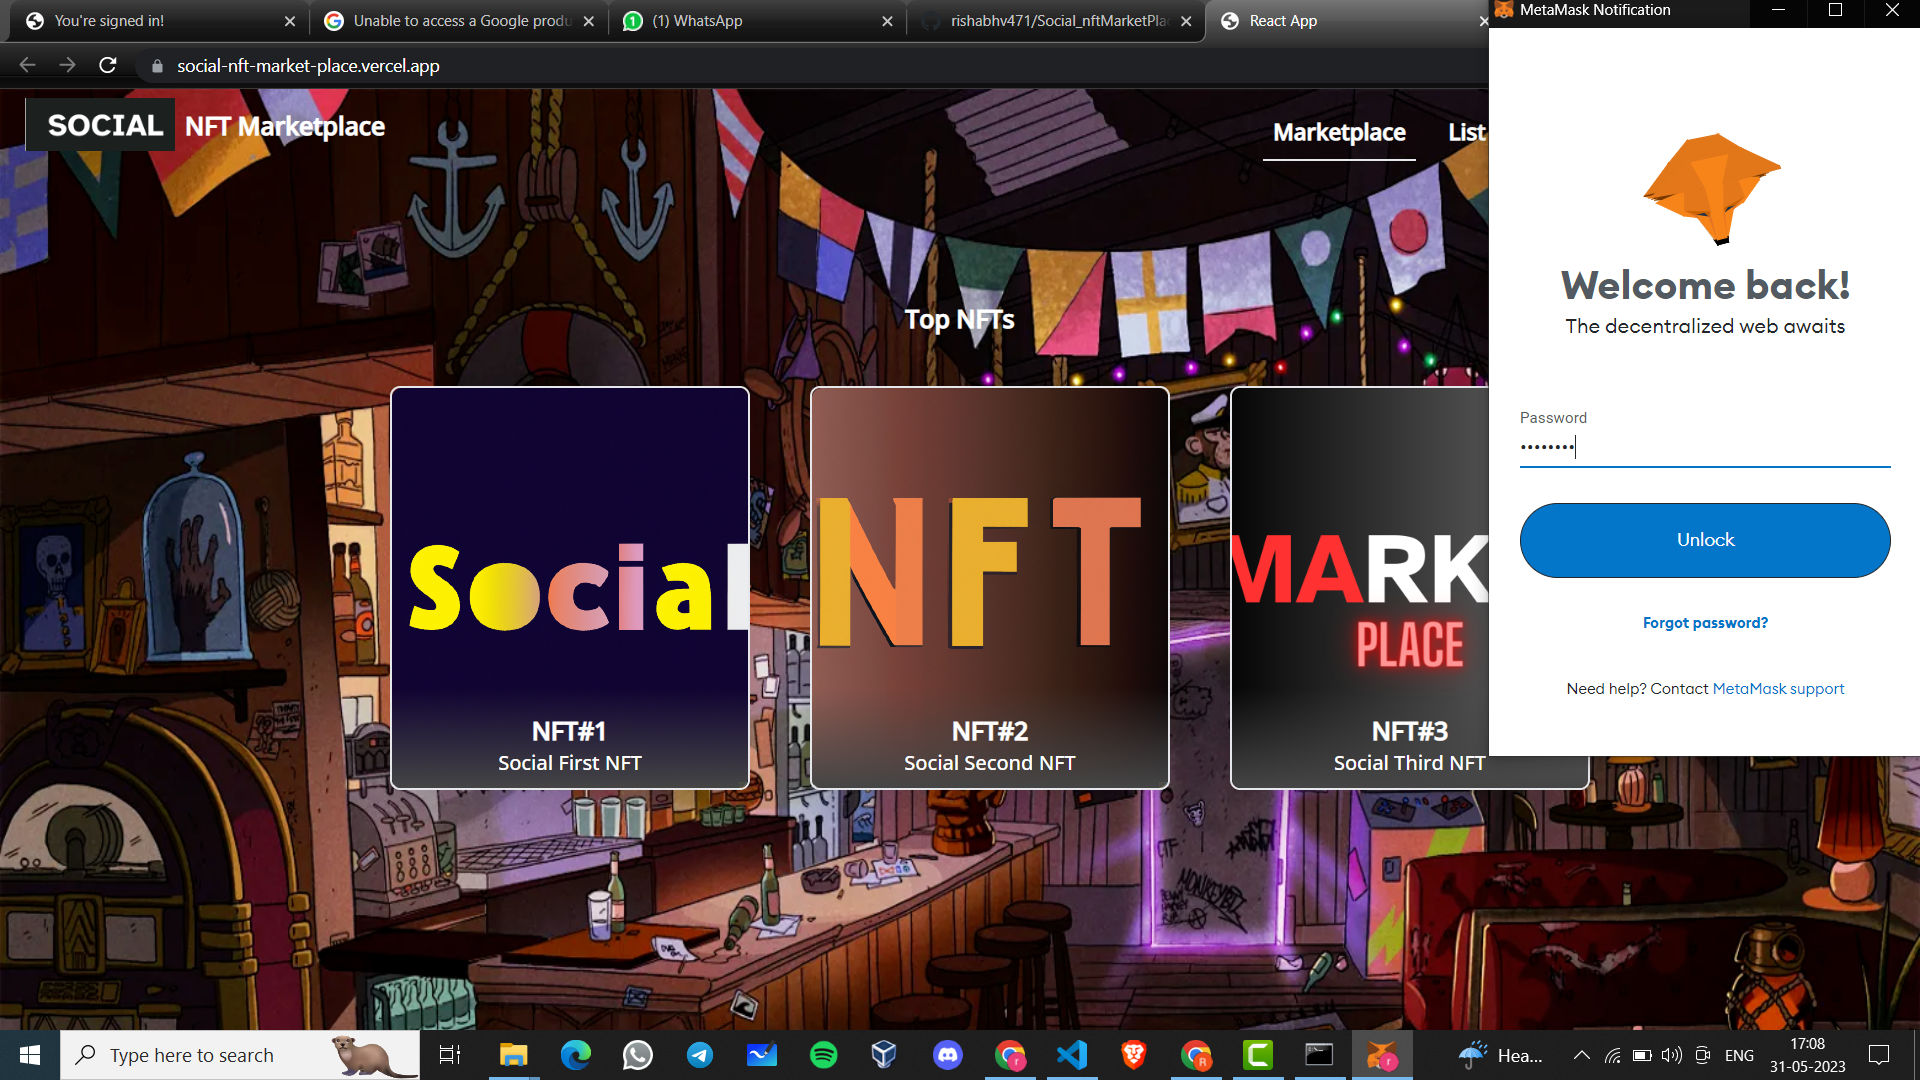 You're signed in!
Unable to access a Google produ
(1) WhatsApp
rishabhv471/Social_nftMarketPla
React App
MetaMask Notification
social-nft-market-place.vercel.app
SOCIAL NFT Marketplace
Marketplace
List
Welcome back!
The decentralized web awaits
Top NFTs
Password
••••••••
Unlock
Forgot password?
Need help? Contact MetaMask support
Social
NFT
MARK
PLACE
NFT#1
Social First NFT
NFT#2
Social Second NFT
NFT#3
Social Third NFT
Type here to search
Hea...
ENG
17:08
31-05-2023